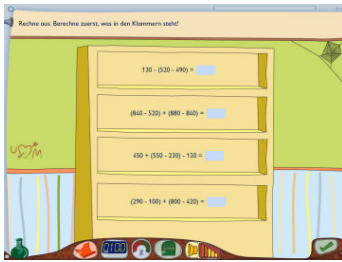 Rechne aus. Berechne zuerst, was in den Klammern steht!
130 - (520 - 490) =
(840 - 520) + (880 - 840) =
450 + (550 - 230) - 120 =
(290 - 100) + (800 - 420) =